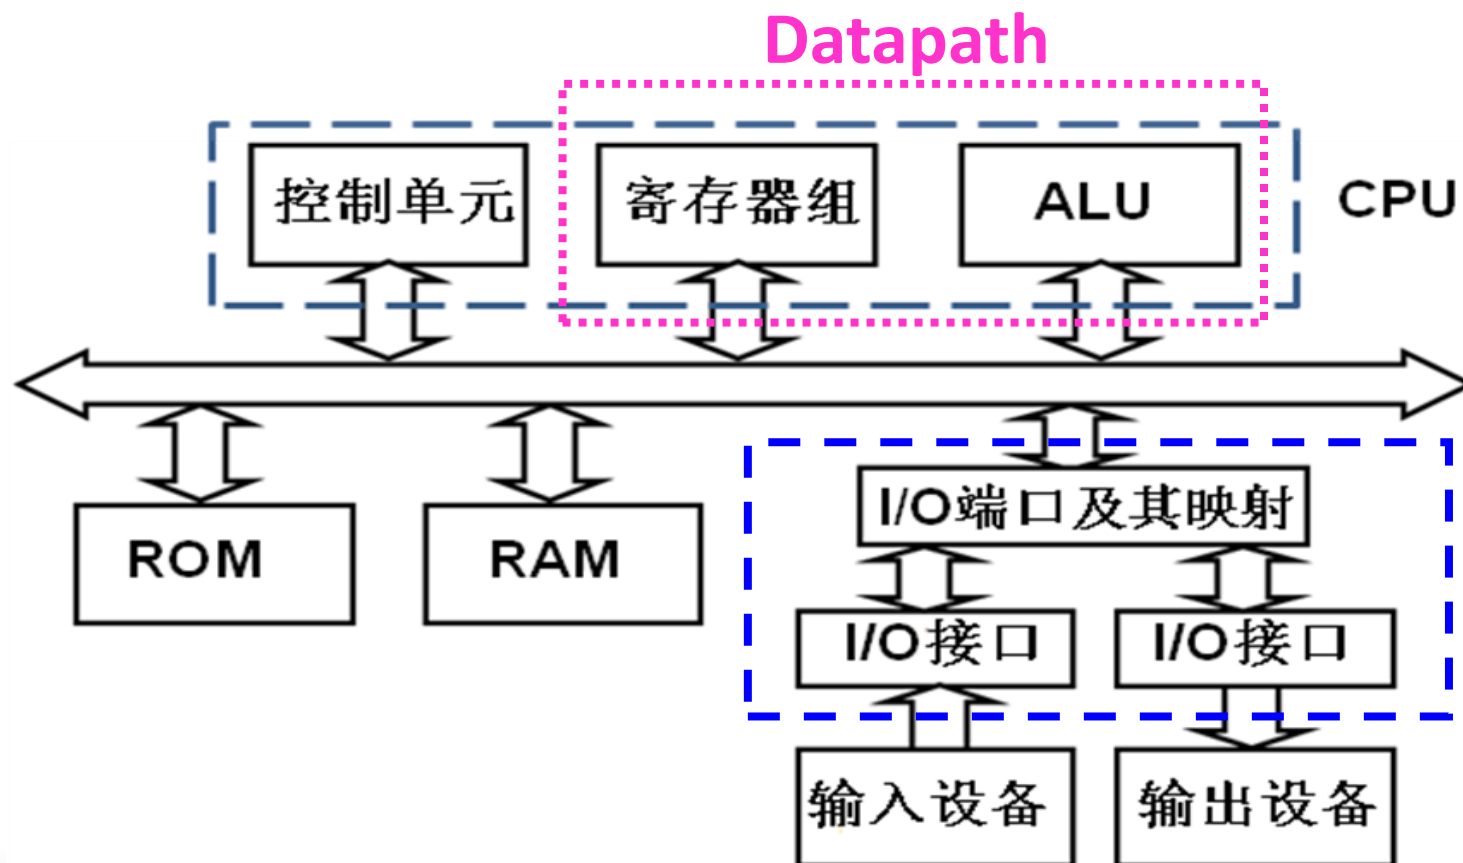 Datapath
控制单元
寄存器组
ALU
CPU
ROM
RAM
I/O端口及其映射
I/O接口
I/O接口
输入设备
输出设备